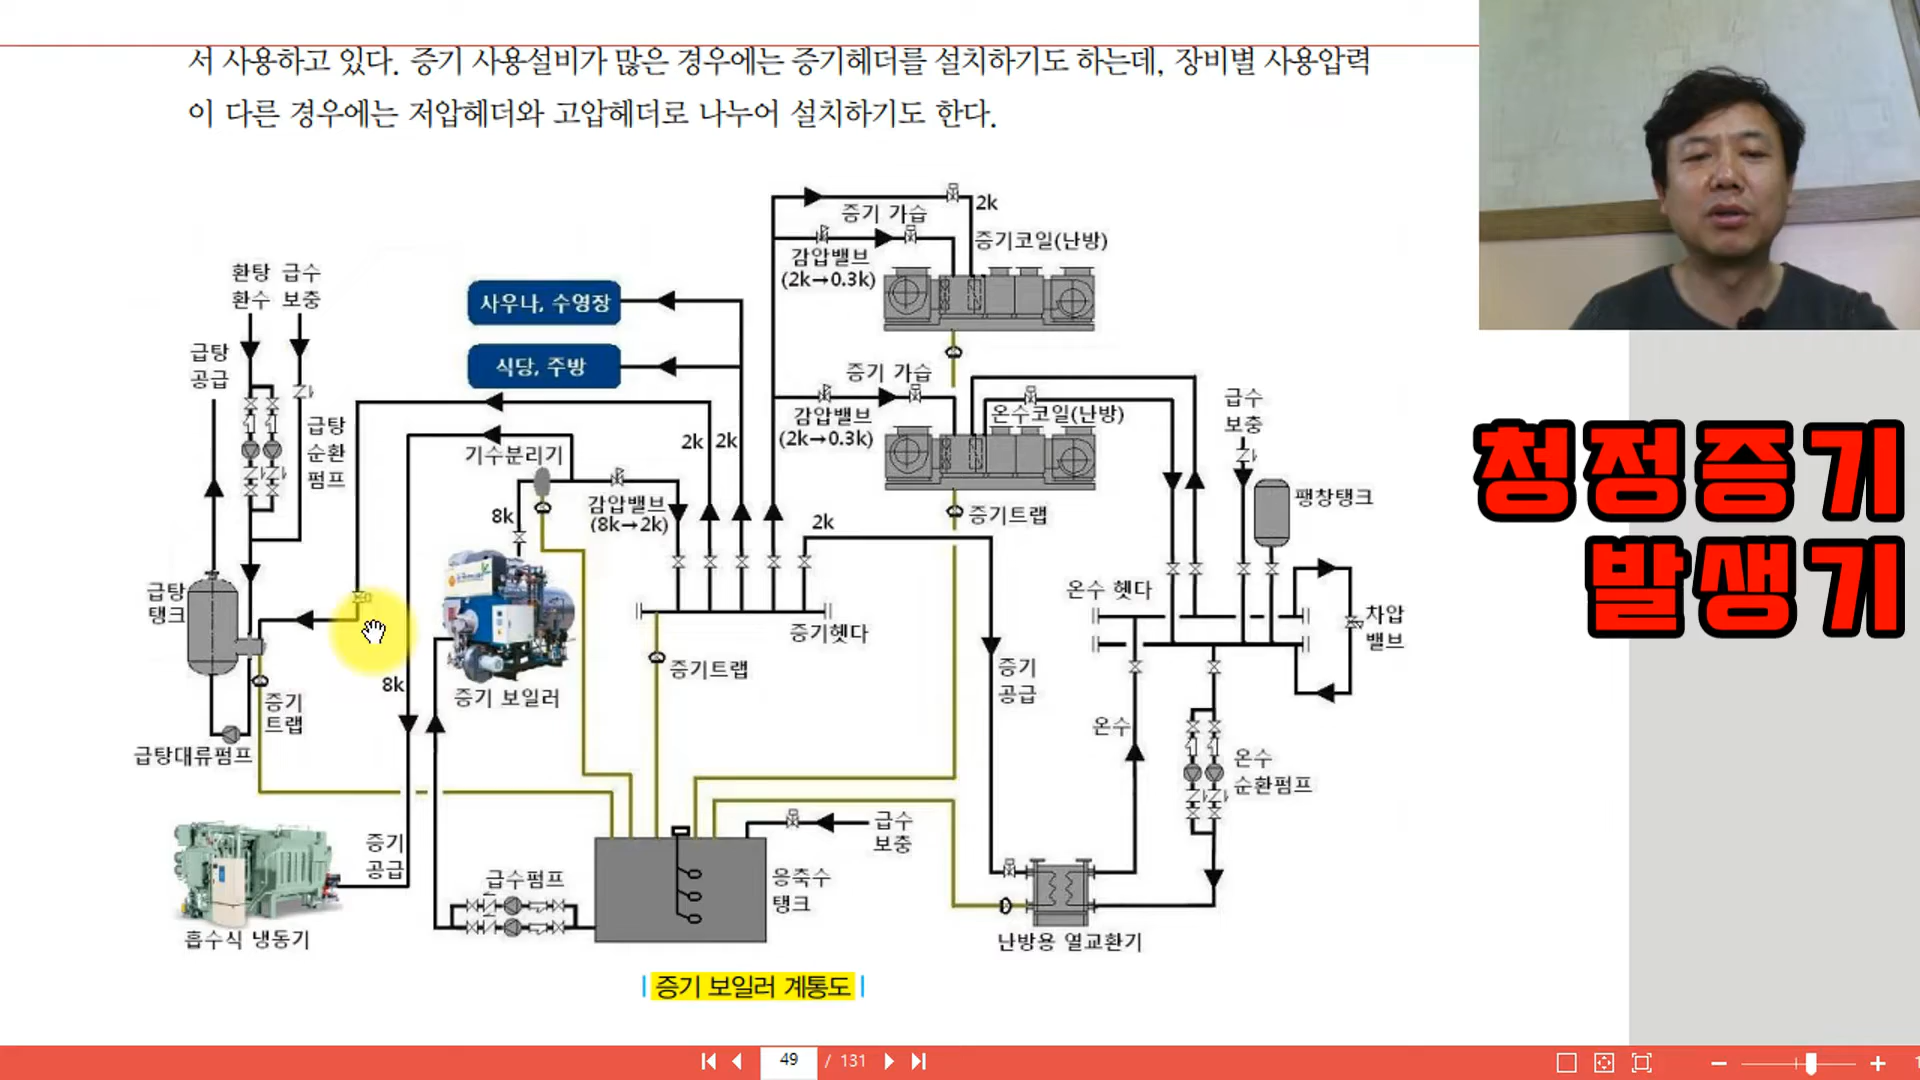 서 사용하고 있다. 증기 사용설비가 많은 경우에는 증기헤더를 설치하기도 하는데, 장비별 사용압력
이 다른 경우에는 저압헤더와 고압헤더로 나누어 설치하기도 한다.
2k
증기 가습
증기코일(난방)
감압밸브
(2k→0.3k)
환탕 급수
환수 보충
사우나, 수영장
급탕
공급
식당, 주방
증기 가습
급수
보충
온수코일(난방)
감압밸브
(2k→0.3k)
급탕
순환
펌프
2k 2k
기수분리기
팽창탱크
감압밸브
(8k→2k)
8k
증기트랩
2k
급탕
탱크
온수 헷다
차압
밸브
증기헷다
증기트랩
증기
공급
8k
증기 보일러
증기
트랩
온수
급탕대류펌프
온수
순환펌프
증기
공급
급수
보충
급수펌프
응축수
탱크
흡수식 냉동기
난방용 열교환기
증기 보일러 계통도
청정증기
발생기
49 / 131